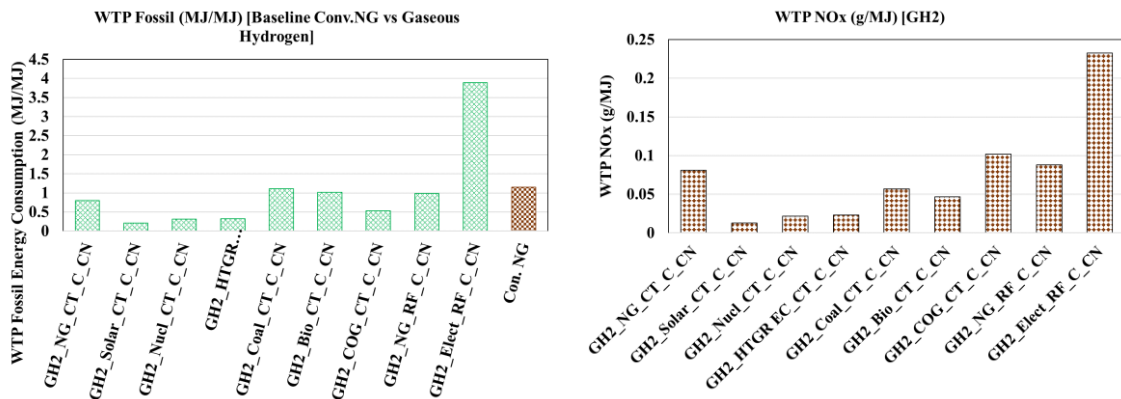 WTP Fossil (MJ/MJ) [Baseline Conv.NG vs Gaseous
Hydrogen]
WTP Fossil Energy Consumption (MJ/MJ)
4.5
4
3.5
3
2.5
2
1.5
1
0.5
0
GH2_NG_CT_C_CN
GH2_Solar_CT_C_CN
GH2_Nucl_CT_C_CN
GH2_HTGR...
GH2_Coal_CT_C_CN
GH2_Bio_CT_C_CN
GH2_COG_CT_C_CN
GH2_NG_RF_C_CN
GH2_Elect_RF_C_CN
Con. NG
WTP NOx (g/MJ) [GH2]
WTP NOx (g/MJ)
0.25
0.2
0.15
0.1
0.05
0
GH2_NG_CT_C_CN
GH2_Solar_CT_C_CN
GH2_Nucl_CT_C_CN
GH2_HTGR EC_CT_C_CN
GH2_Coal_CT_C_CN
GH2_Bio_CT_C_CN
GH2_COG_CT_C_CN
GH2_NG_RF_C_CN
GH2_Elect_RF_C_CN